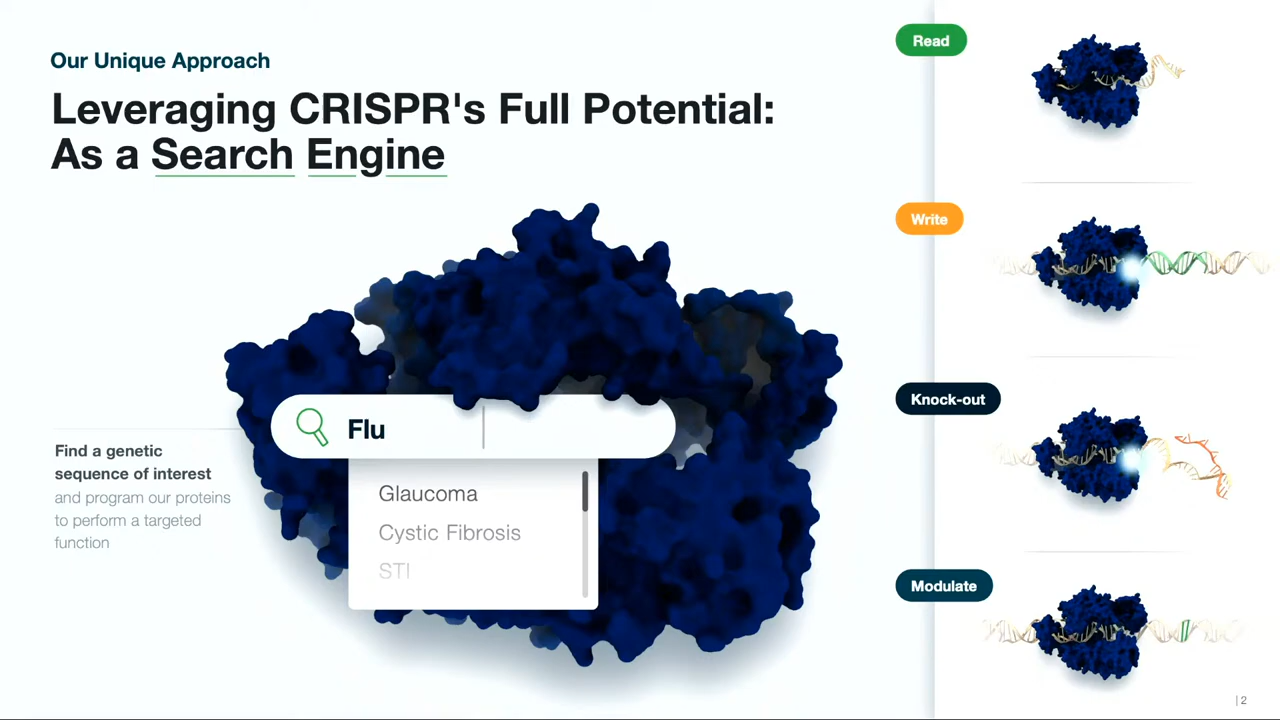 Our Unique Approach
Leveraging CRISPR's Full Potential:
As a Search Engine
Flu
Glaucoma
Cystic Fibrosis
STI
Find a genetic
sequence of interest
and program our proteins
to perform a targeted
function
Read
Write
Knock-out
Modulate
| 2